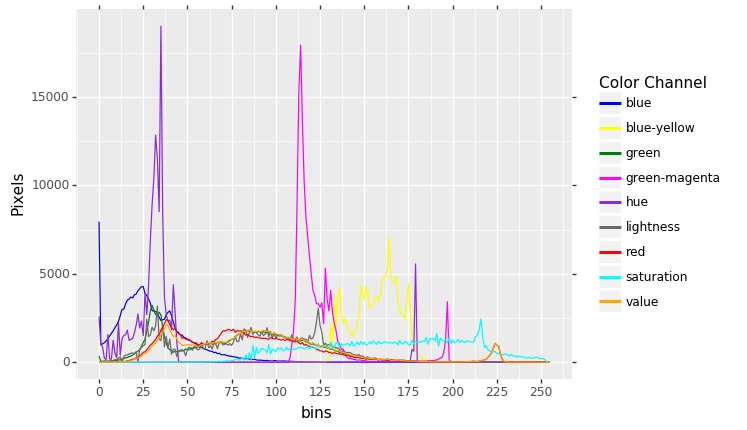 Pixels
15000
10000
5000
0
0 25 50 75 100 125 150 175 200 225 250
bins
Color Channel
blue
blue-yellow
green
green-magenta
hue
lightness
red
saturation
value